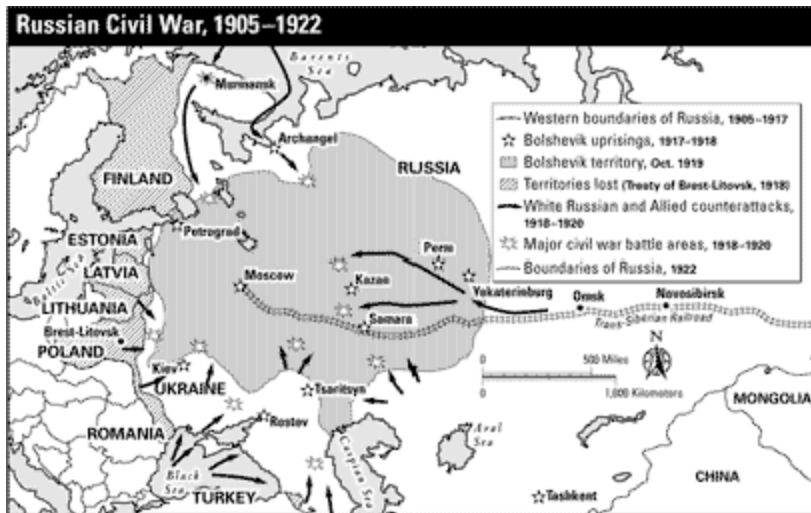 Russian Civil War, 1905–1922
Barents
Sea
Murmansk
Archangel
Western boundaries of Russia, 1905–1917
Bolshevik uprisings, 1917–1918
Bolshevik territory, Oct. 1919
Territories lost (Treaty of Brest-Litovsk, 1918)
White Russian and Allied counterattacks,
1918–1920
Major civil war battle areas, 1918–1920
Boundaries of Russia, 1922
RUSSIA
FINLAND
Petrograd
ESTONIA
LATVIA
Baltic Sea
LITHUANIA
Brest-Litovsk
POLAND
Moscow
Perm
Kazan
Yekaterinburg
Samara
Omsk
Novosibirsk
Trans-Siberian Railroad
N
0 500 Miles
0 1,000 Kilometers
Kiev
UKRAINE
Tsaritsyn
Rostov
ROMANIA
Black
Sea
TURKEY
Caspian Sea
Aral
Sea
Tashkent
MONGOLIA
CHINA